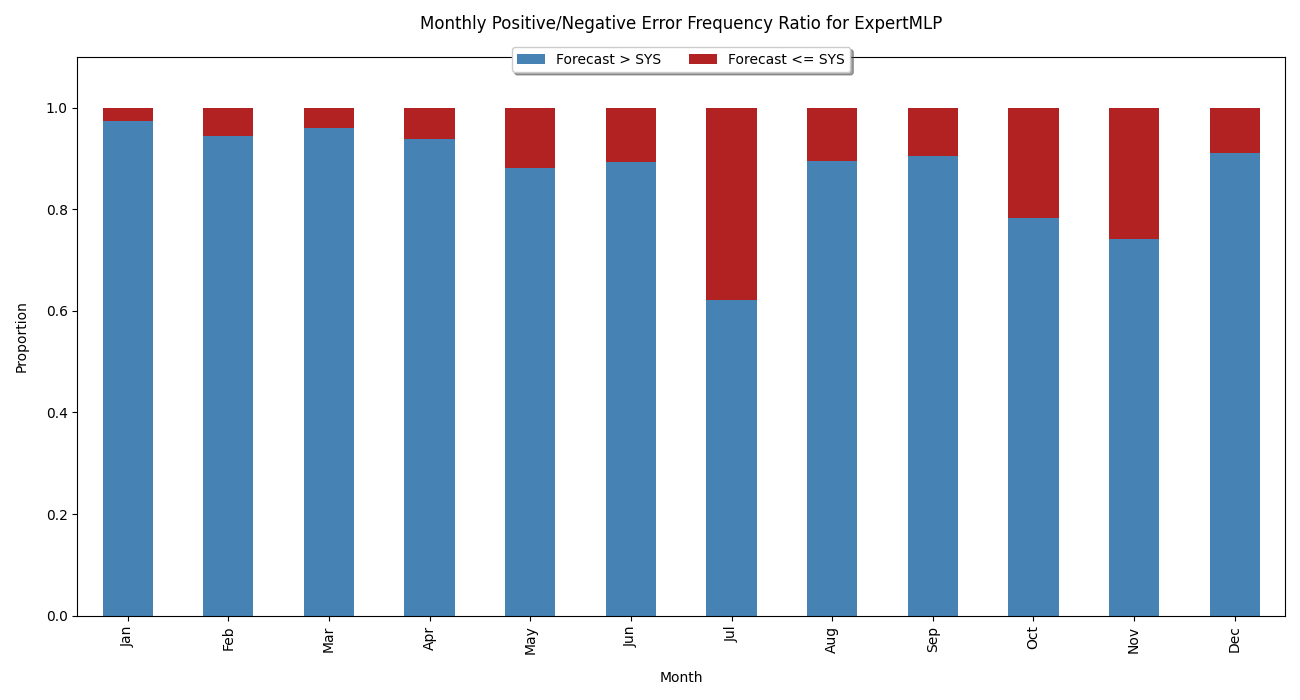 Monthly Positive/Negative Error Frequency Ratio for ExpertMLP
Forecast > SYS
Forecast <= SYS
Proportion
1.0
0.8
0.6
0.4
0.2
0.0
Jan
Feb
Mar
Apr
May
Jun
Jul
Aug
Sep
Oct
Nov
Dec
Month